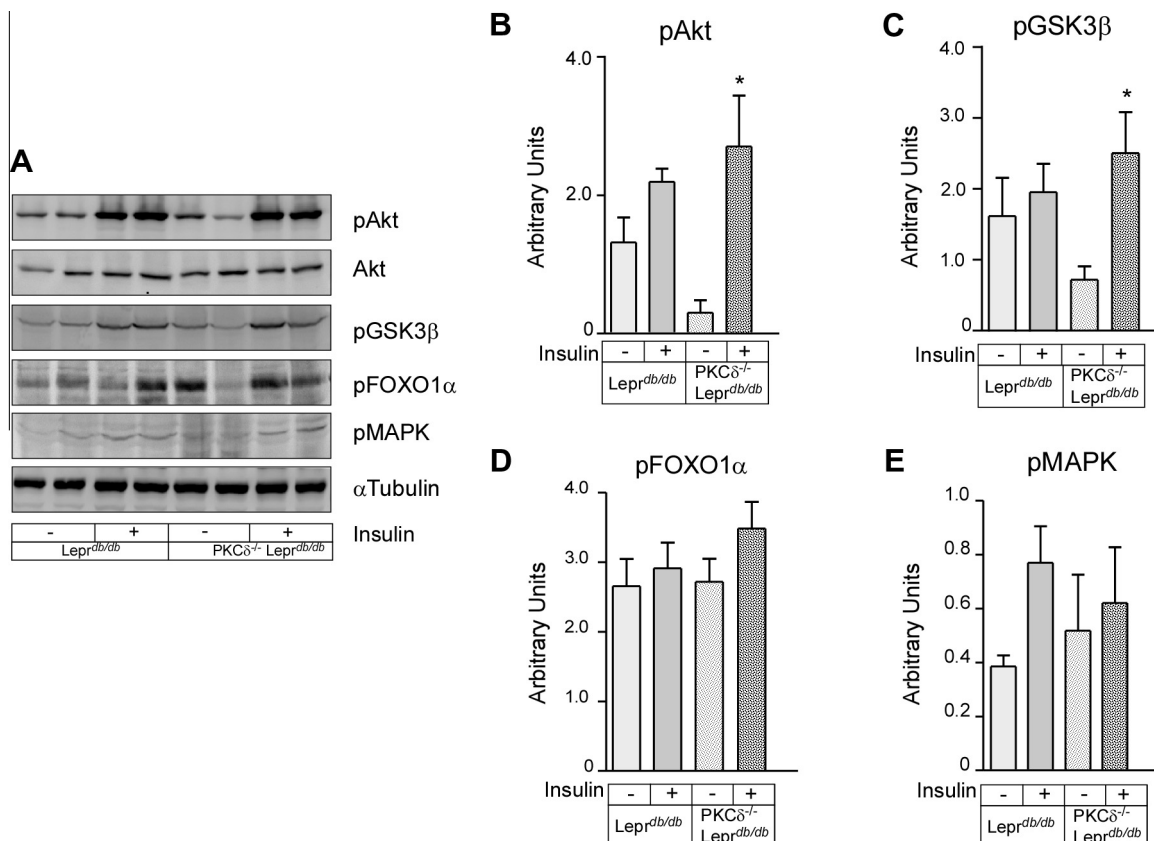 A
pAkt
Akt
pGSK3β
pFOXO1α
pMAPK
αTubulin
- + - + Insulin
Lepr^db/db PKCδ^-/- Lepr^db/db
B
pAkt
Arbitrary Units
4.0
2.0
0
*
Insulin - + - +
Lepr^db/db PKCδ^-/-
Lepr^db/db
C
pGSK3β
Arbitrary Units
4.0
3.0
2.0
1.0
0
*
Insulin - + - +
Lepr^db/db PKCδ^-/-
Lepr^db/db
D
pFOXO1α
Arbitrary Units
4.0
3.0
2.0
1.0
0
Insulin - + - +
Lepr^db/db PKCδ^-/-
Lepr^db/db
E
pMAPK
Arbitrary Units
1.0
0.8
0.6
0.4
0.2
0
Insulin - + - +
Lepr^db/db PKCδ^-/-
Lepr^db/db